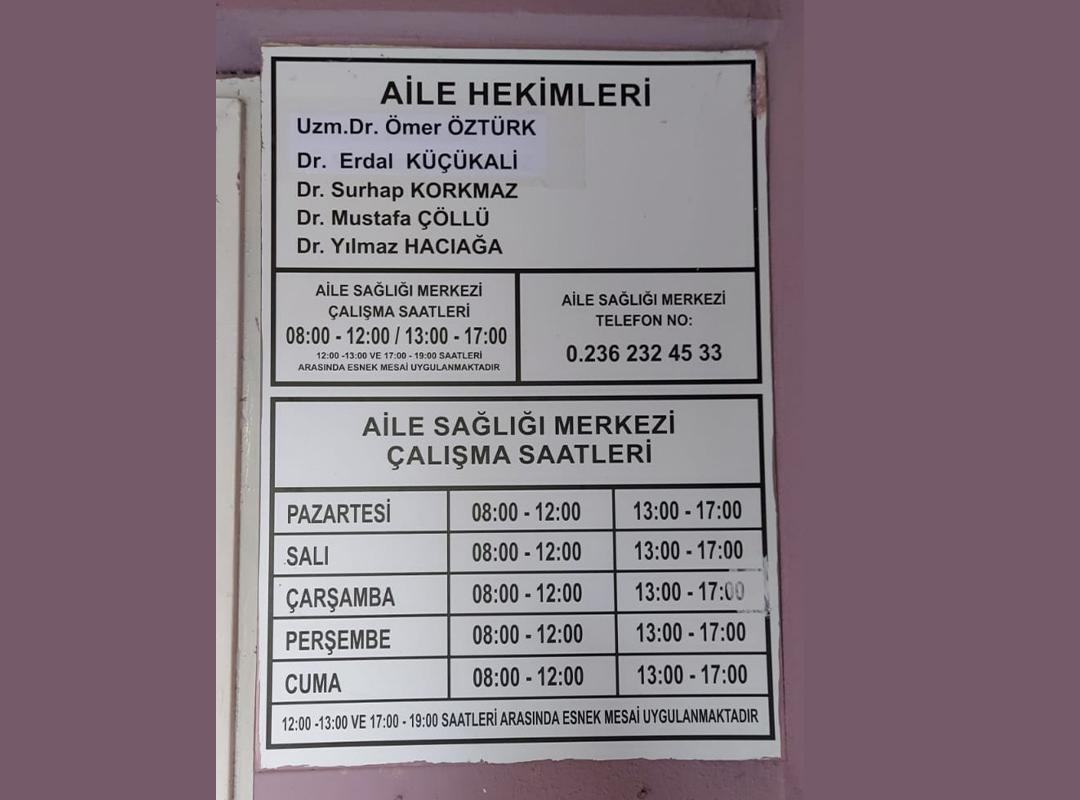 AİLE HEKİMLERİ
Uzm.Dr. Ömer ÖZTÜRK
Dr. Erdal KÜÇÜKALİ
Dr. Surhap KORKMAZ
Dr. Mustafa ÇÖLLÜ
Dr. Yılmaz HACIAĞA
AİLE SAĞLIĞI MERKEZİ
ÇALIŞMA SAATLERİ
08:00 - 12:00 / 13:00 - 17:00
12:00 -13:00 VE 17:00 - 19:00 SAATLERİ
ARASINDA ESNEK MESAİ UYGULANMAKTADIR
AİLE SAĞLIĞI MERKEZİ
TELEFON NO:
0.236 232 45 33
AİLE SAĞLIĞI MERKEZİ
ÇALIŞMA SAATLERİ
PAZARTESİ 08:00 - 12:00 13:00 - 17:00
SALI 08:00 - 12:00 13:00 - 17:00
ÇARŞAMBA 08:00 - 12:00 13:00 - 17:00
PERŞEMBE 08:00 - 12:00 13:00 - 17:00
CUMA 08:00 - 12:00 13:00 - 17:00
12:00 -13:00 VE 17:00 - 19:00 SAATLERİ ARASINDA ESNEK MESAİ UYGULANMAKTADIR